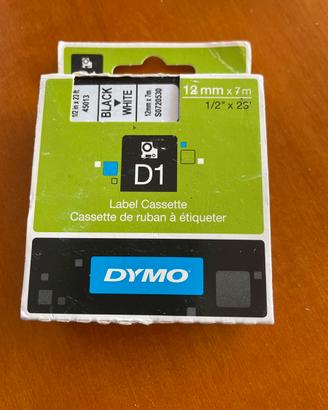 12 mm x 7 m
1/2" x 23'
1/2 in x 23 ft
45013
BLACK
WHITE
12mm x 7m
S0720530
D1
Label Cassette
Cassette de ruban à étiqueter
DYMO